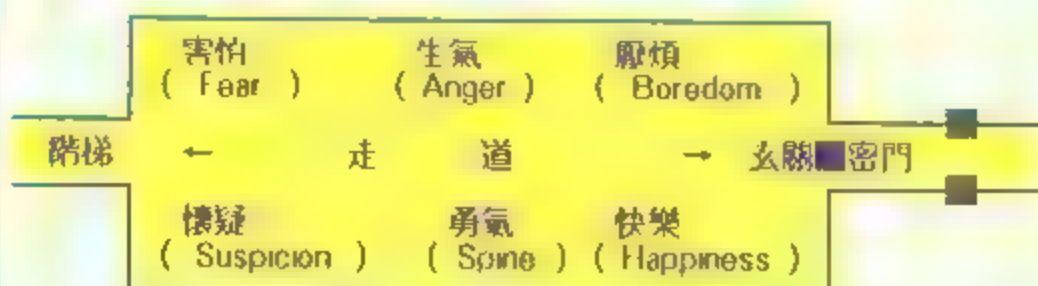 害怕 生氣 厭煩
( Fear ) ( Anger ) ( Boredom )
階梯 ← 走 道 → 玄關 密門
懷疑 勇氣 快樂
( Suspicion ) ( Spine ) ( Happiness )